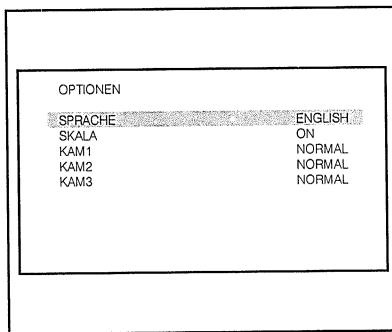 OPTIONEN
SPRACHE ENGLISH
SKALA ON
KAM1 NORMAL
KAM2 NORMAL
KAM3 NORMAL